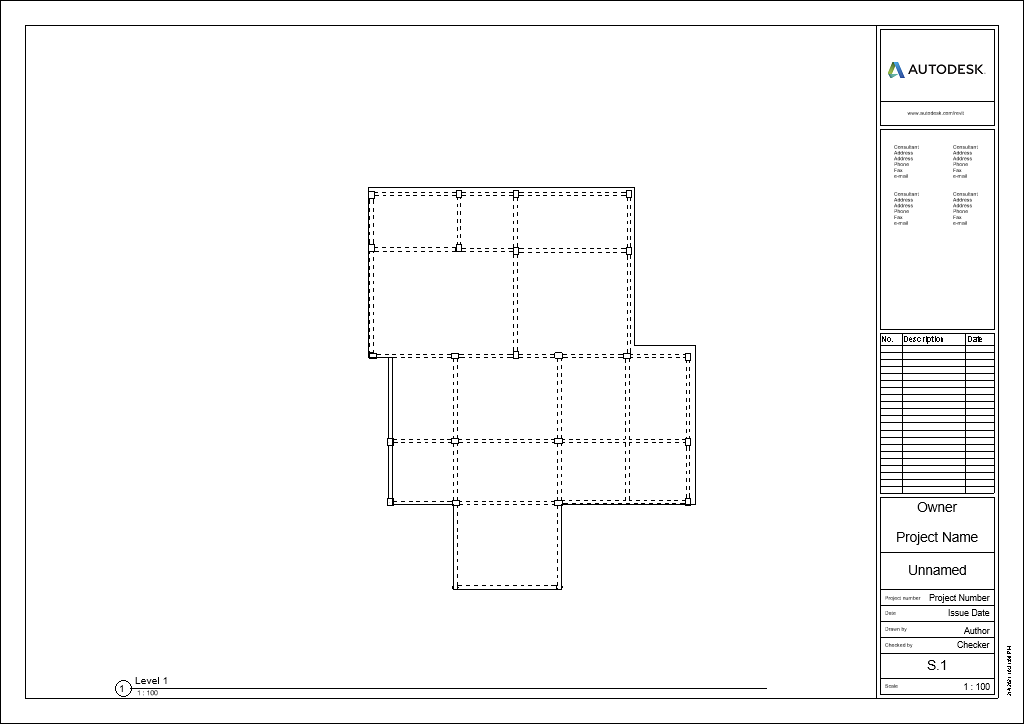 AUTODESK
www.autodesk.com/revit
Consultant
Address
Address
Phone
Fax
e-mail
Consultant
Address
Address
Phone
Fax
e-mail
Consultant
Address
Address
Phone
Fax
e-mail
Consultant
Address
Address
Phone
Fax
e-mail
No. Description Date
Owner
Project Name
Unnamed
Project number Project Number
Date Issue Date
Drawn by Author
Checked by Checker
S.1
Scale 1 : 100
1 Level 1
1 : 100